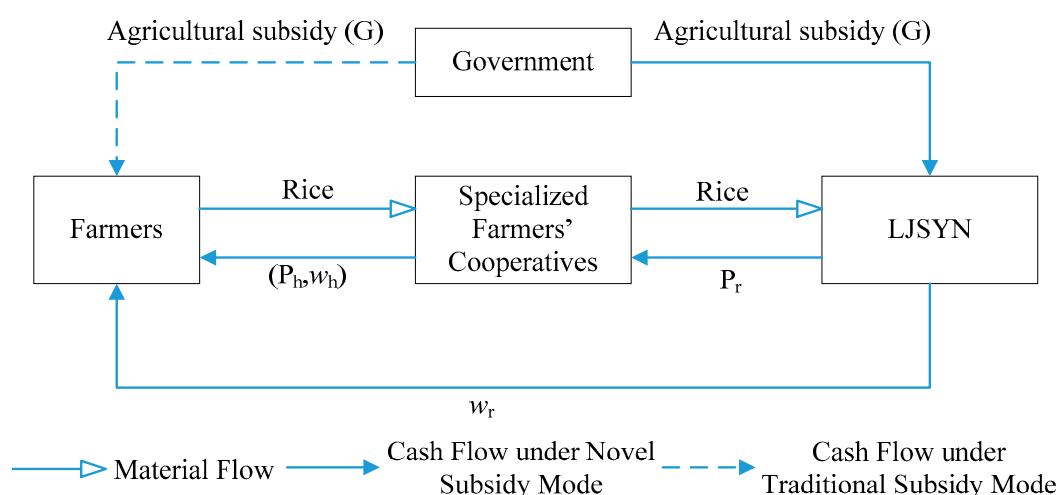 Agricultural subsidy (G)
Agricultural subsidy (G)
Government
Farmers
Rice
Specialized
Farmers’
Cooperatives
Rice
LJSYN
(Ph,wh)
Pr
wr
Material Flow
Cash Flow under Novel
Subsidy Mode
Cash Flow under
Traditional Subsidy Mode